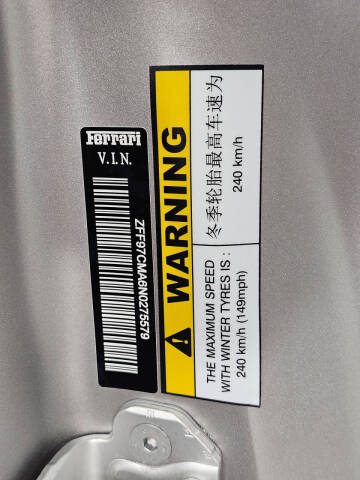 Ferrari
V.I.N.
ZFF97CMA6N0275579
WARNING
THE MAXIMUM SPEED
WITH WINTER TYRES IS :
240 km/h (149mph)
冬季轮胎最高车速为
240 km/h